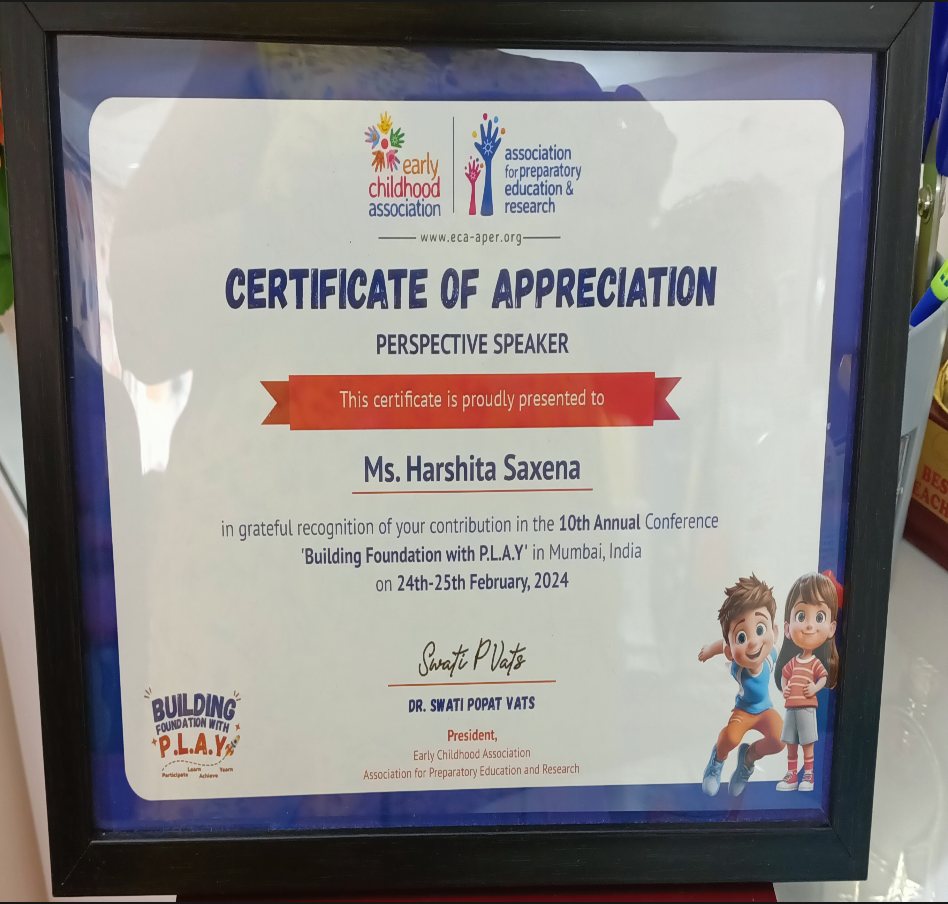 early
childhood
association
association
for preparatory
education &
research
www.eca-aper.org
CERTIFICATE OF APPRECIATION
PERSPECTIVE SPEAKER
This certificate is proudly presented to
Ms. Harshita Saxena
in grateful recognition of your contribution in the 10th Annual Conference
'Building Foundation with P.L.A.Y' in Mumbai, India
on 24th-25th February, 2024
Swati P Vats
DR. SWATI POPAT VATS
President,
Early Childhood Association
Association for Preparatory Education and Research
BUILDING
FOUNDATION WITH
P.L.A.Y
Participate Learn Achieve Yearn